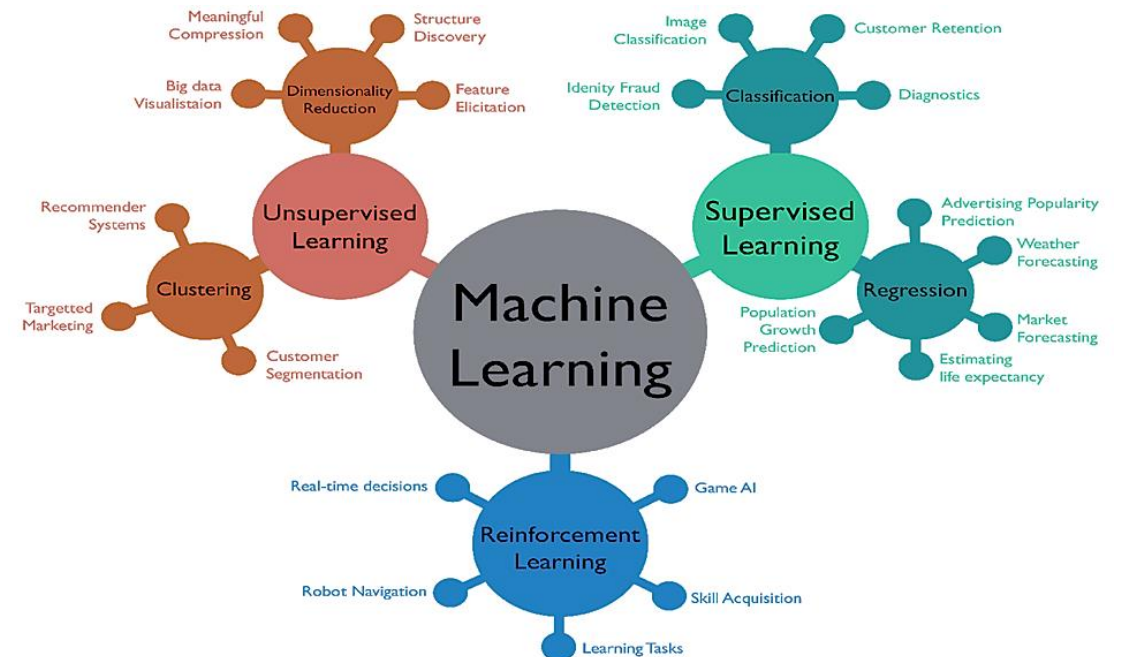 Meaningful
Compression
Structure
Discovery
Big data
Visualistaion
Dimensionality
Reduction
Feature
Elicitation
Image
Classification
Customer Retention
Idenity Fraud
Detection
Classification
Diagnostics
Recommender
Systems
Unsupervised
Learning
Clustering
Targetted
Marketing
Customer
Segmentation
Machine
Learning
Supervised
Learning
Advertising Popularity
Prediction
Weather
Forecasting
Regression
Population
Growth
Prediction
Market
Forecasting
Estimating
life expectancy
Real-time decisions
Game AI
Reinforcement
Learning
Robot Navigation
Skill Acquisition
Learning Tasks